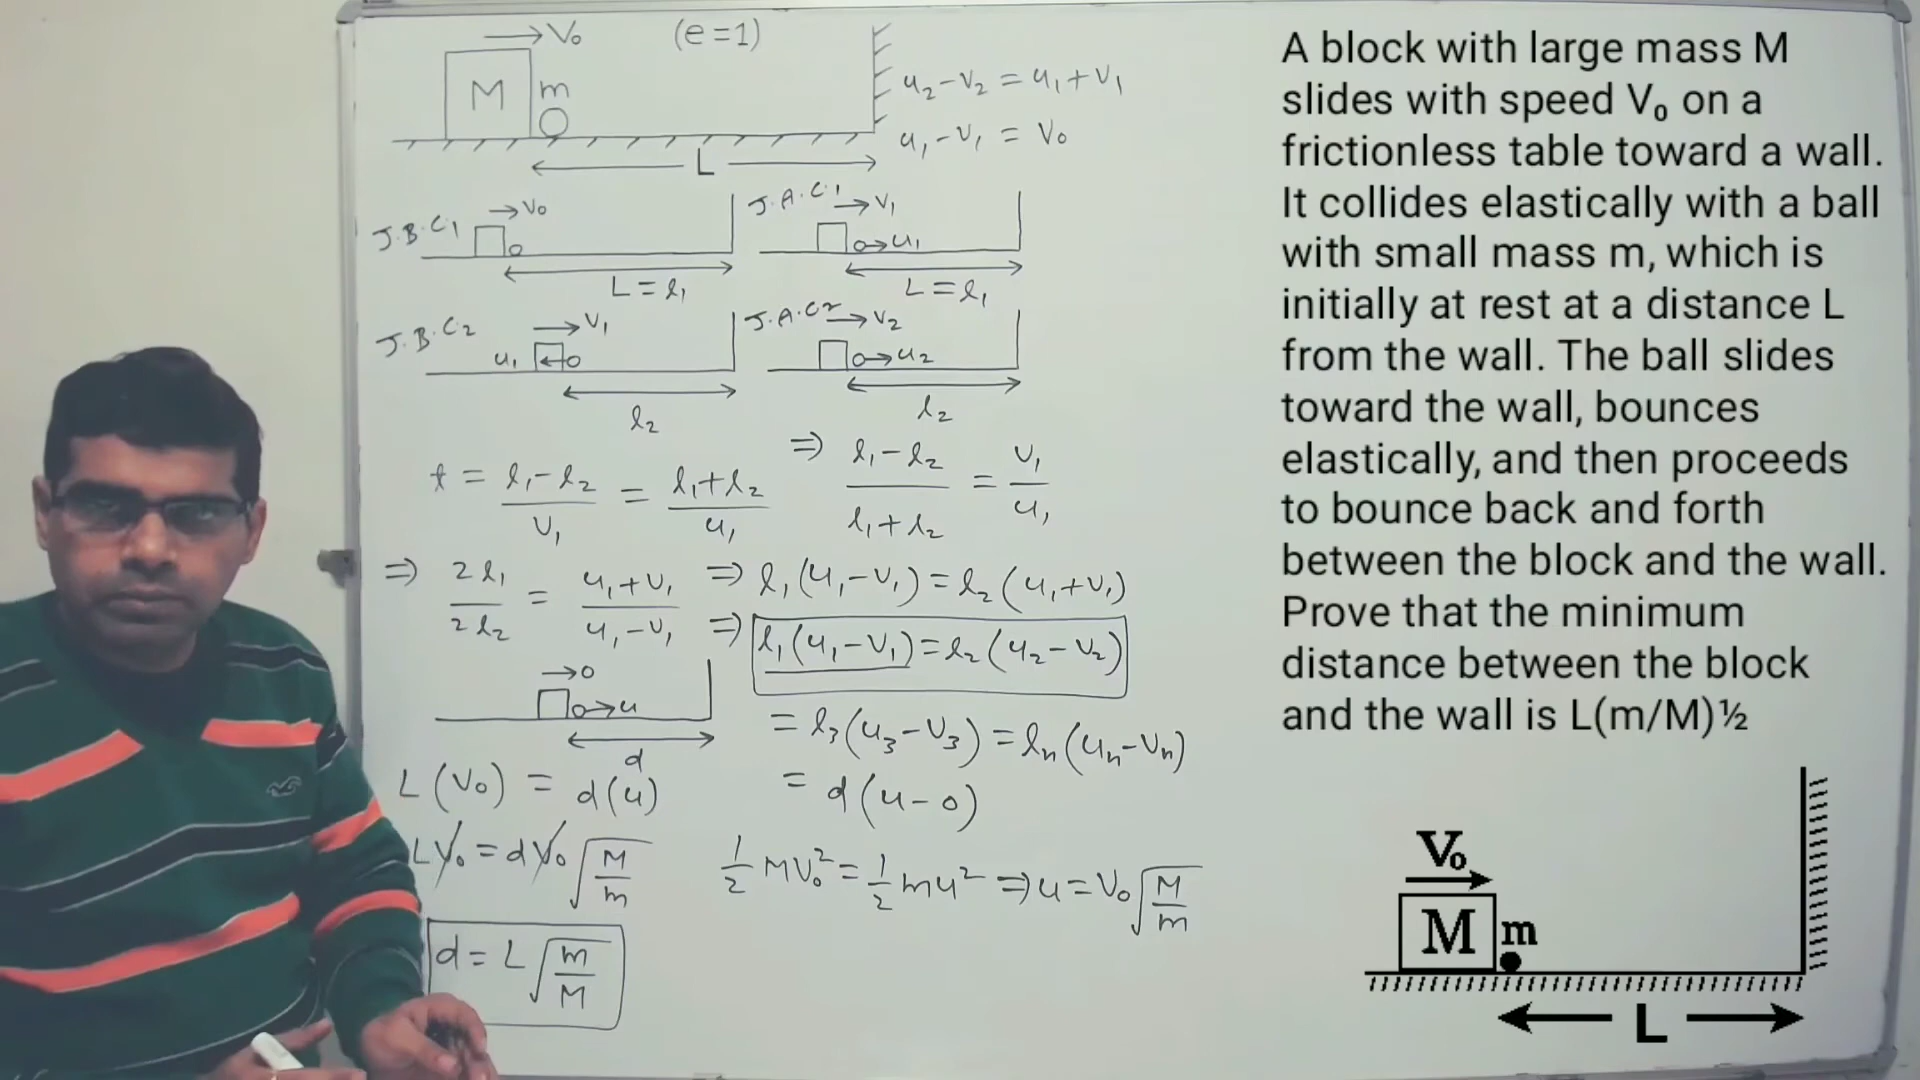 → V₀ (e=1)
M m
u₂-v₂ = u₁+v₁
u₁-v₁ = V₀
L
J.B.C1 → V₀
L = l₁
J.A.C1 → V₁
→ u₁
L = l₁
J.B.C2 → V₁
u₁
l₂
J.A.C2 → V₂
→ u₂
l₂
t = (l₁-l₂)/V₁ = (l₁+l₂)/u₁
⇒ (l₁-l₂)/(l₁+l₂) = V₁/u₁
⇒ 2l₁/2l₂ = (u₁+V₁)/(u₁-V₁) ⇒ l₁(u₁-V₁) = l₂(u₁+V₁)
⇒ l₁(u₁-V₁) = l₂(u₂-V₂)
→ 0
→ u
d
= l₃(u₃-V₃) = lₙ(uₙ-Vₙ)
= d(u-0)
L(V₀) = d(u)
LV₀ = dV₀√(M/m)
½MV₀² = ½mu² ⇒ u = V₀√(M/m)
d = L√(m/M)
A block with large mass M
slides with speed V₀ on a
frictionless table toward a wall.
It collides elastically with a ball
with small mass m, which is
initially at rest at a distance L
from the wall. The ball slides
toward the wall, bounces
elastically, and then proceeds
to bounce back and forth
between the block and the wall.
Prove that the minimum
distance between the block
and the wall is L(m/M)½
V₀
M m
L